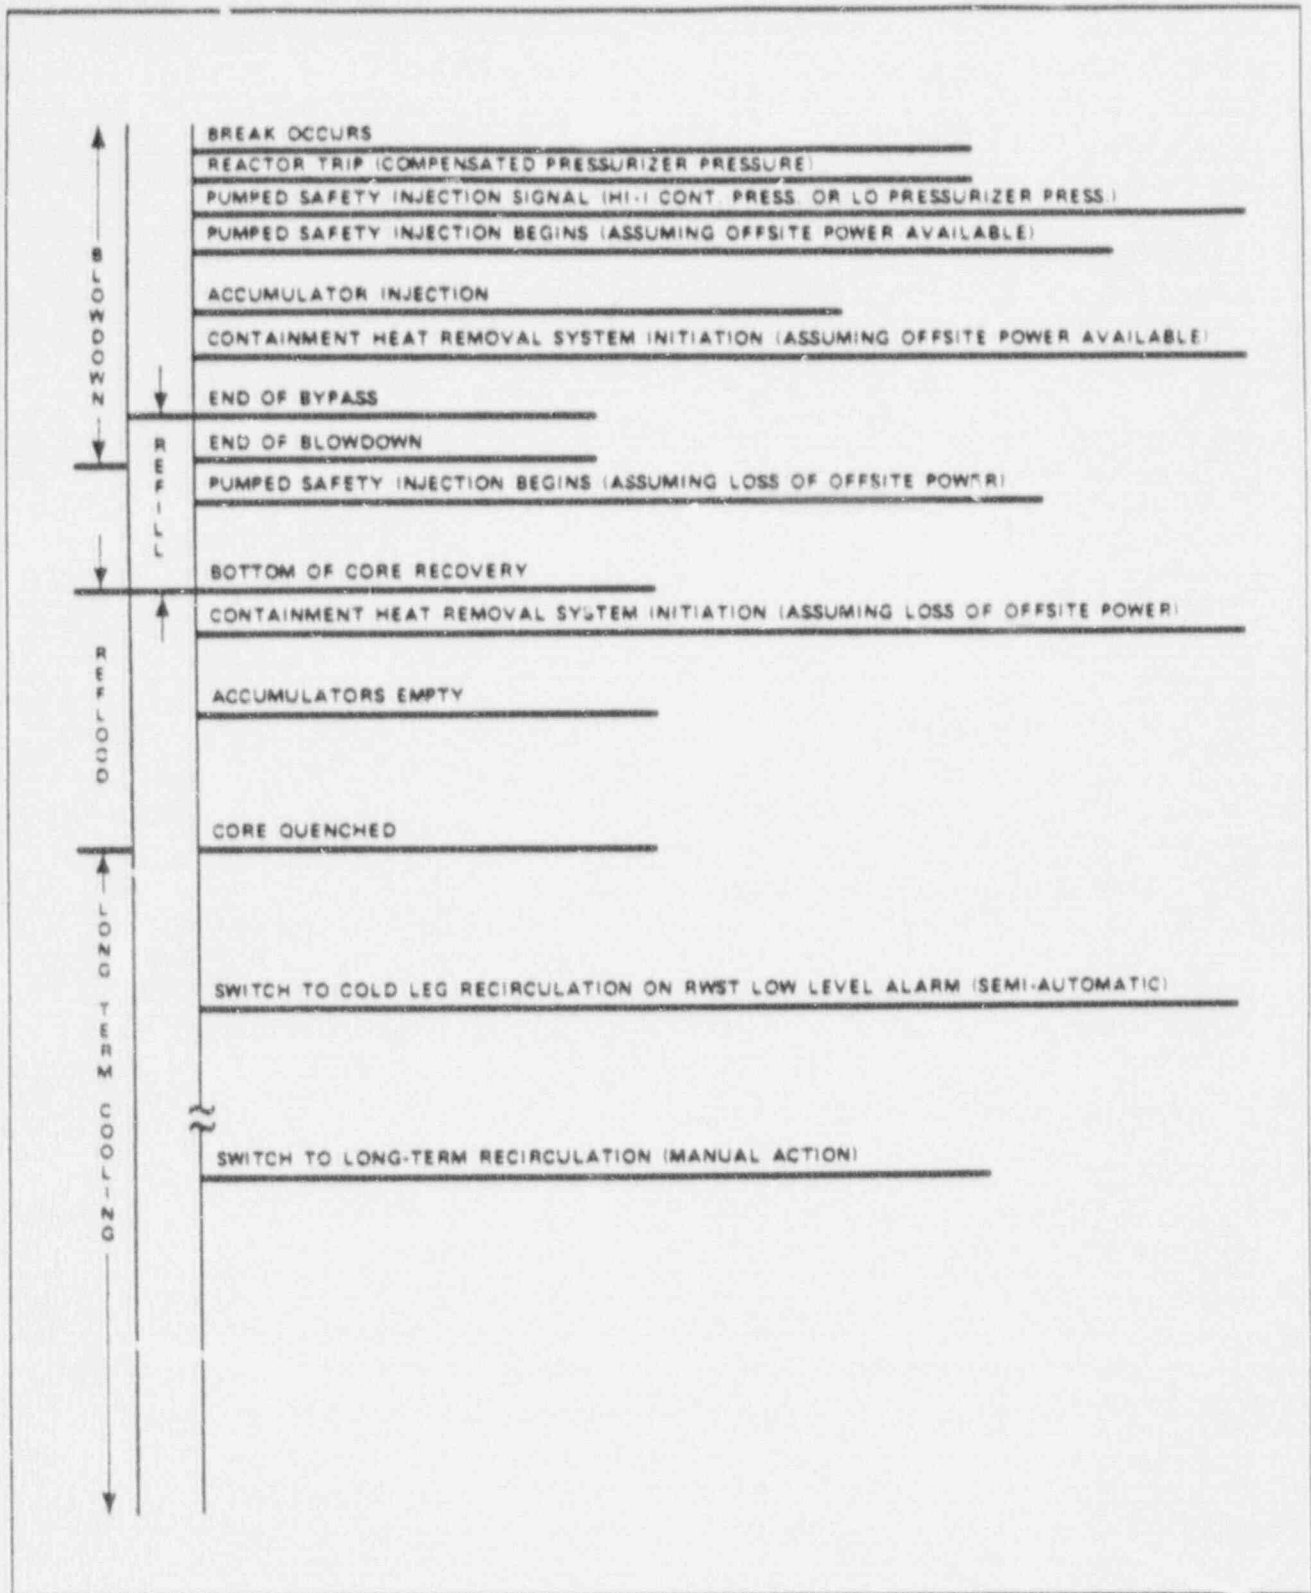 BREAK OCCURS
REACTOR TRIP (COMPENSATED PRESSURIZER PRESSURE)
PUMPED SAFETY INJECTION SIGNAL (HI-I CONT. PRESS. OR LO PRESSURIZER PRESS.)
PUMPED SAFETY INJECTION BEGINS (ASSUMING OFFSITE POWER AVAILABLE)
ACCUMULATOR INJECTION
CONTAINMENT HEAT REMOVAL SYSTEM INITIATION (ASSUMING OFFSITE POWER AVAILABLE)
BLOWDOWN
END OF BYPASS
END OF BLOWDOWN
REFILL
PUMPED SAFETY INJECTION BEGINS (ASSUMING LOSS OF OFFSITE POWER)
BOTTOM OF CORE RECOVERY
CONTAINMENT HEAT REMOVAL SYSTEM INITIATION (ASSUMING LOSS OF OFFSITE POWER)
REFLOOD
ACCUMULATORS EMPTY
CORE QUENCHED
LONG TERM COOLING
SWITCH TO COLD LEG RECIRCULATION ON RWST LOW LEVEL ALARM (SEMI-AUTOMATIC)
SWITCH TO LONG-TERM RECIRCULATION (MANUAL ACTION)